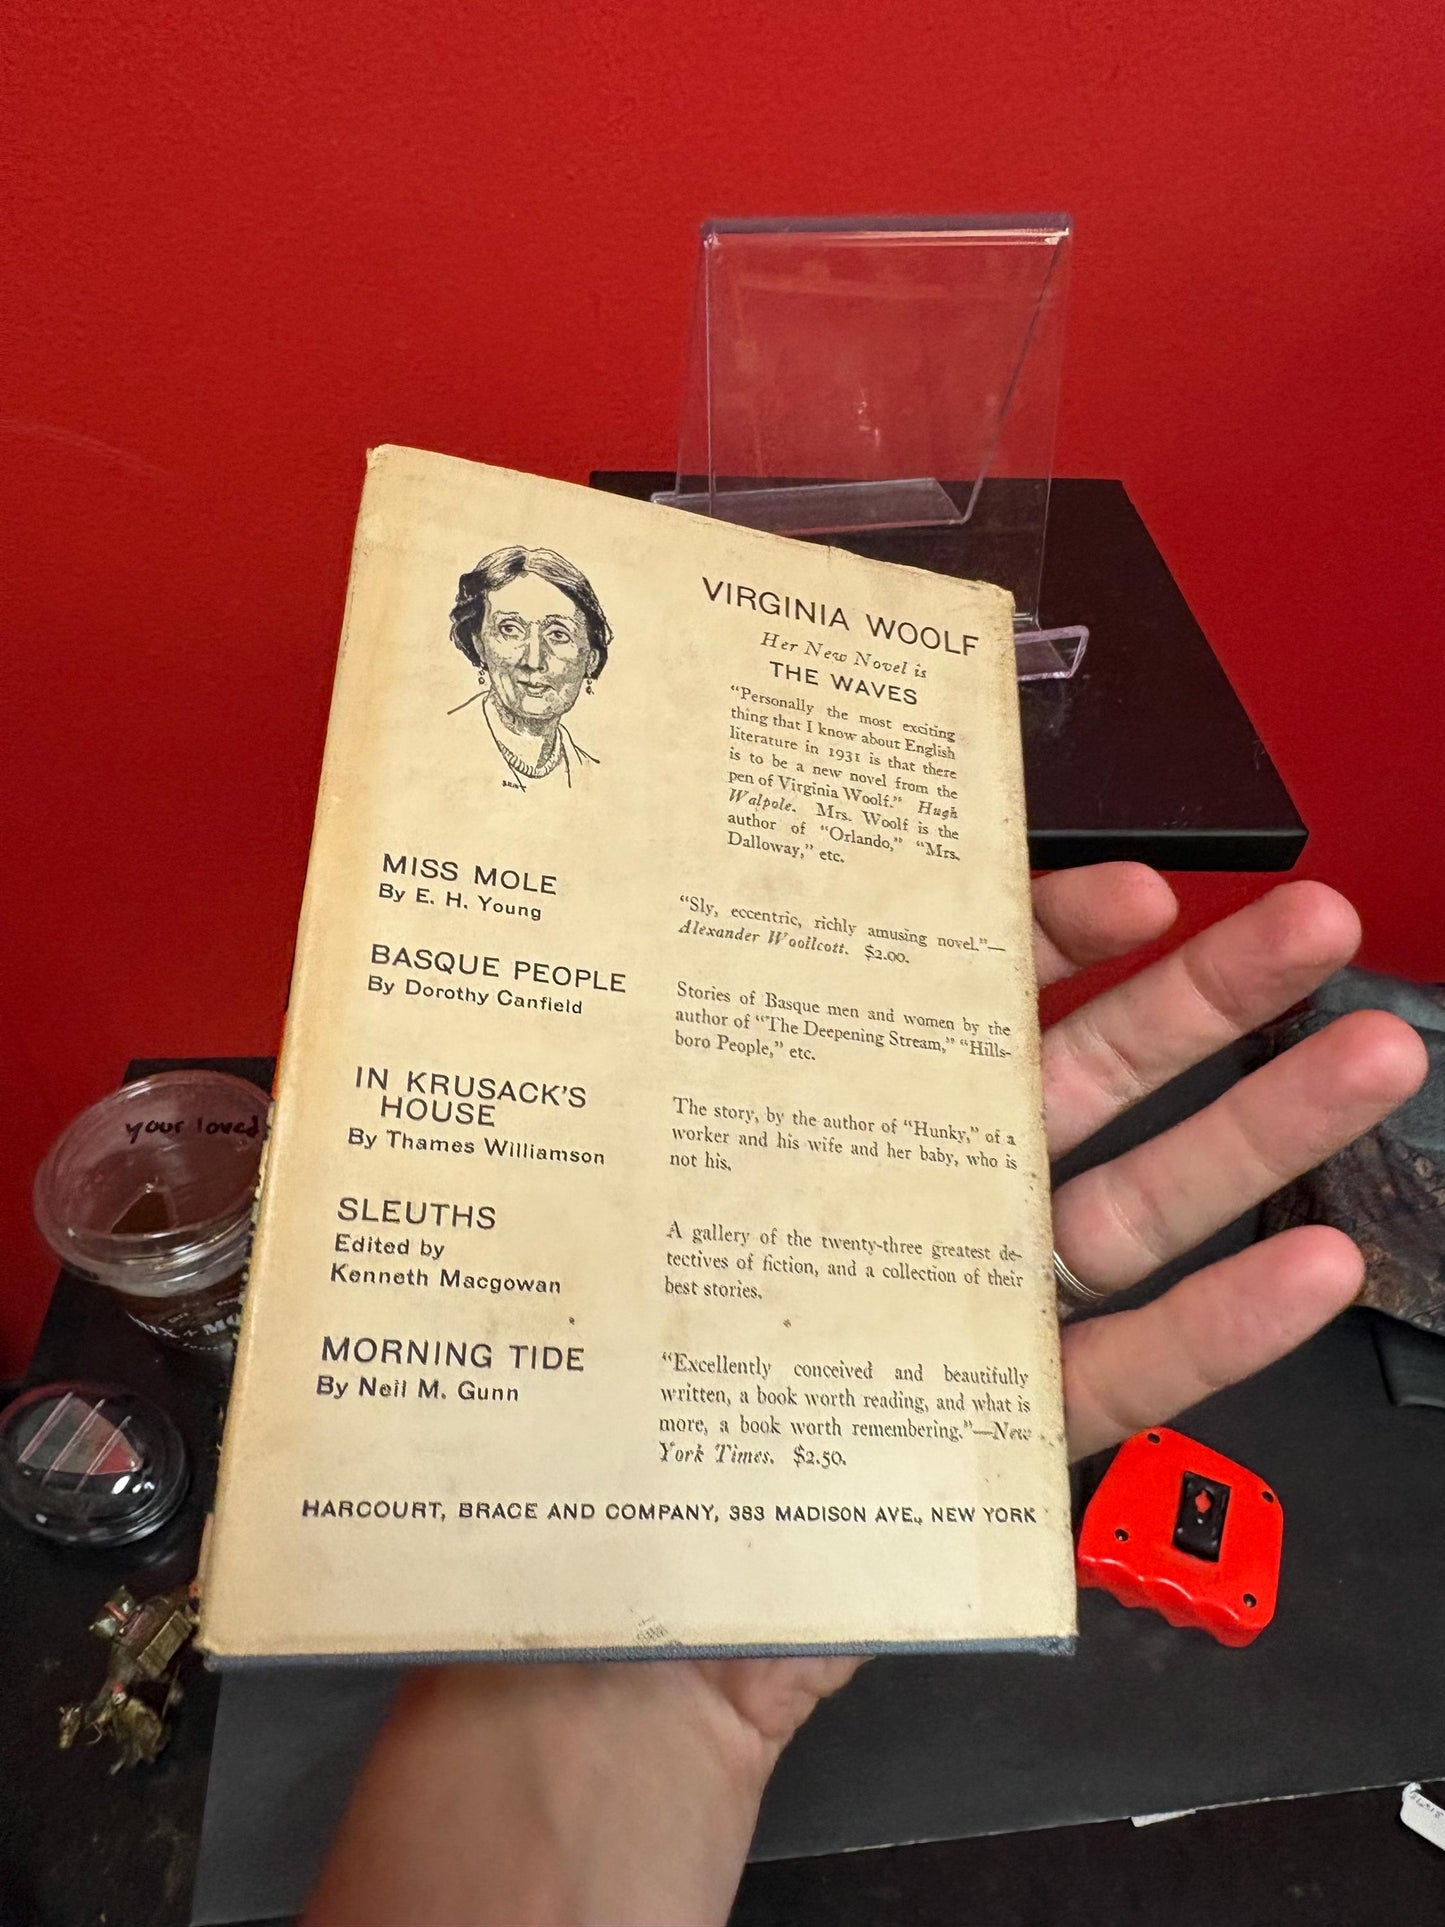 VIRGINIA WOOLF
Her New Novel is
THE WAVES
"Personally the most exciting
thing that I know about English
literature in 1931 is that there
is to be a new novel from the
pen of Virginia Woolf." Hugh
Walpole. Mrs. Woolf is the
author of "Orlando," "Mrs.
Dalloway," etc.
MISS MOLE
By E. H. Young
"Sly, eccentric, richly amusing novel."—
Alexander Woollcott. $2.00.
BASQUE PEOPLE
By Dorothy Canfield
Stories of Basque men and women by the
author of "The Deepening Stream," "Hills-
boro People," etc.
IN KRUSACK'S
HOUSE
By Thames Williamson
The story, by the author of "Hunky," of a
worker and his wife and her baby, who is
not his.
SLEUTHS
Edited by
Kenneth Macgowan
A gallery of the twenty-three greatest de-
tectives of fiction, and a collection of their
best stories.
MORNING TIDE
By Neil M. Gunn
"Excellently conceived and beautifully
written, a book worth reading, and what is
more, a book worth remembering."—New
York Times. $2.50.
HARCOURT, BRACE AND COMPANY, 383 MADISON AVE., NEW YORK
your loved